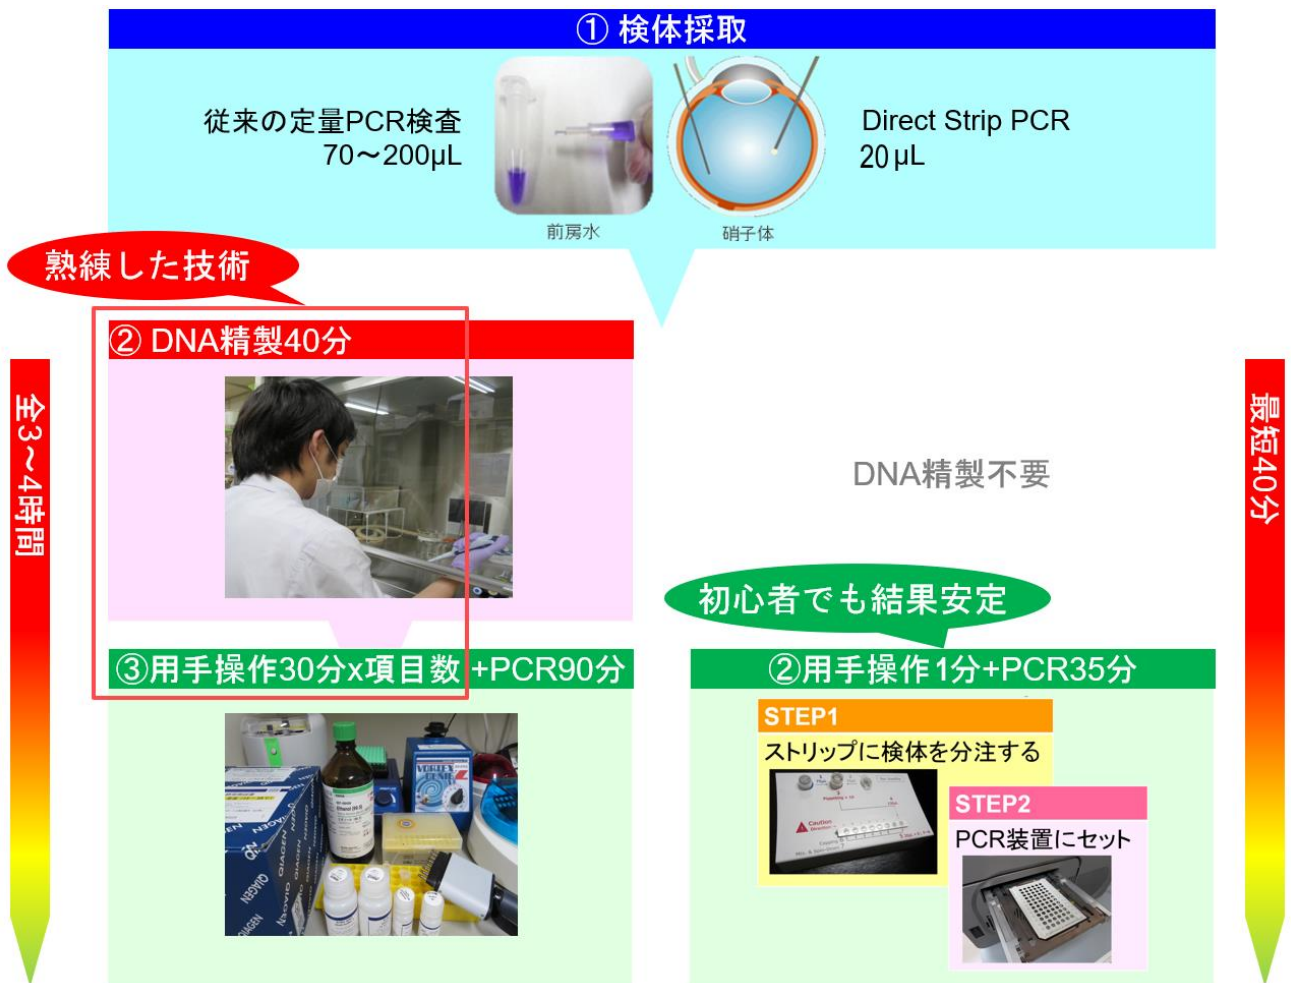 ① 検体採取
従来の定量PCR検査
70～200μL
Direct Strip PCR
20μL
前房水
硝子体
熟練した技術
② DNA精製40分
全3～4時間
最短40分
DNA精製不要
初心者でも結果安定
③用手操作30分x項目数 +PCR90分
②用手操作1分+PCR35分
STEP1
ストリップに検体を分注する
STEP2
PCR装置にセット
VORTEX
QIAGEN
QIAGEN
QIAGEN
Caution